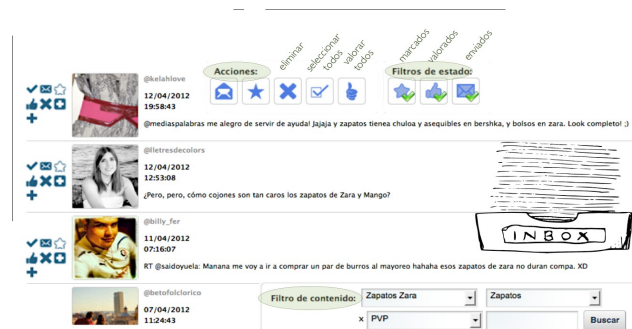 eliminar
seleccionar
todos
valorar
todos
marcados
valorados
enviados
Acciones:
Filtros de estado:
@kelahlove
12/04/2012
19:58:43
@mediaspalabras me alegro de servir de ayuda! Jajaja y zapatos tienea chuloa y asequibles en bershka, y bolsos en zara. Look completo! ;)
@lletresdecolors
12/04/2012
12:53:08
¿Pero, pero, cómo cojones son tan caros los zapatos de Zara y Mango?
INBOX
@billy_fer
11/04/2012
07:16:07
RT @saidoyuela: Manana me voy a ir a comprar un par de burros al mayoreo hahaha esos zapatos de zara no duran compa. XD
@betofolclorico
07/04/2012
11:24:43
Filtro de contenido:
Zapatos Zara
Zapatos
x
PVP
Buscar